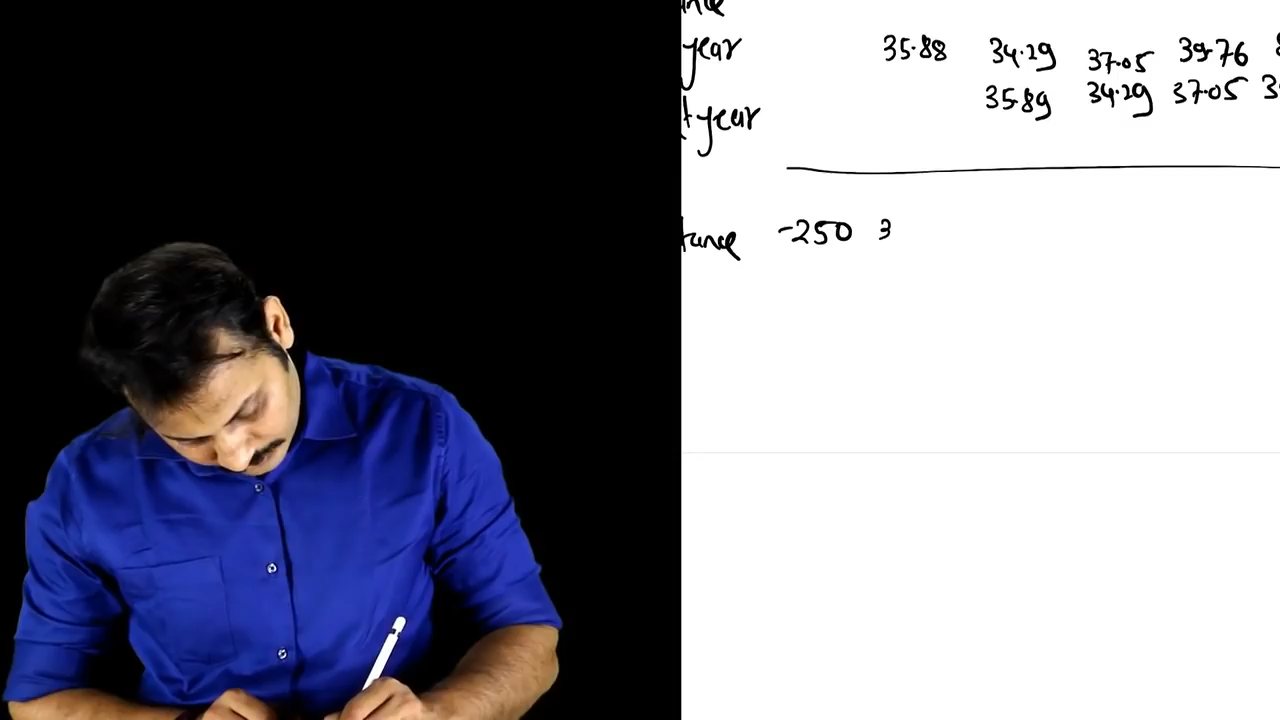 year 35.88 34.29 37.05 39.76
35.89 34.29 37.05
year
-250 3